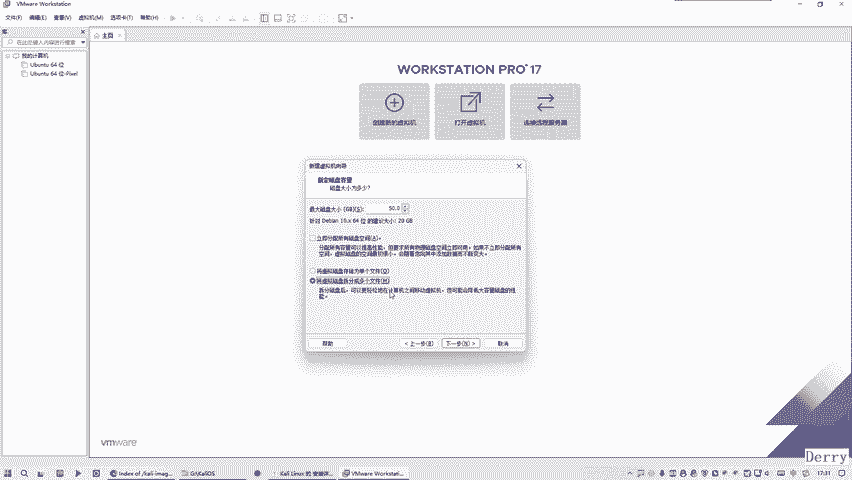 VMware Workstation
文件(F) 编辑(E) 查看(V) 虚拟机(M) 选项卡(T) 帮助(H)
库
在此处键入内容进行搜索
我的计算机
Ubuntu 64 位
Ubuntu 64 位-Pixel
主页
WORKSTATION PRO 17
创建新的虚拟机
打开虚拟机
连接远程服务器
新建虚拟机向导
指定磁盘容量
磁盘大小为多少?
最大磁盘大小 (GB)(S): 50.0
针对 Debian 10.x 64 位 的建议大小: 20 GB
立即分配所有磁盘空间(A)。
分配所有容量可以提高性能，但要求所有物理磁盘空间立即可用。如果不立即分配所有
空间，虚拟磁盘的空间最初很小，会随着您向其中添加数据而不断变大。
将虚拟磁盘存储为单个文件(O)
将虚拟磁盘拆分成多个文件(M)
拆分磁盘后，可以更轻松地在计算机之间移动虚拟机，但可能会降低大容量磁盘的性
能。
帮助
< 上一步(B)
下一步(N) >
取消
vmware
Derry
Index of /kali-imag...
G:\KaliOS
Kali Linux 的
VMware Workstati...
17:31